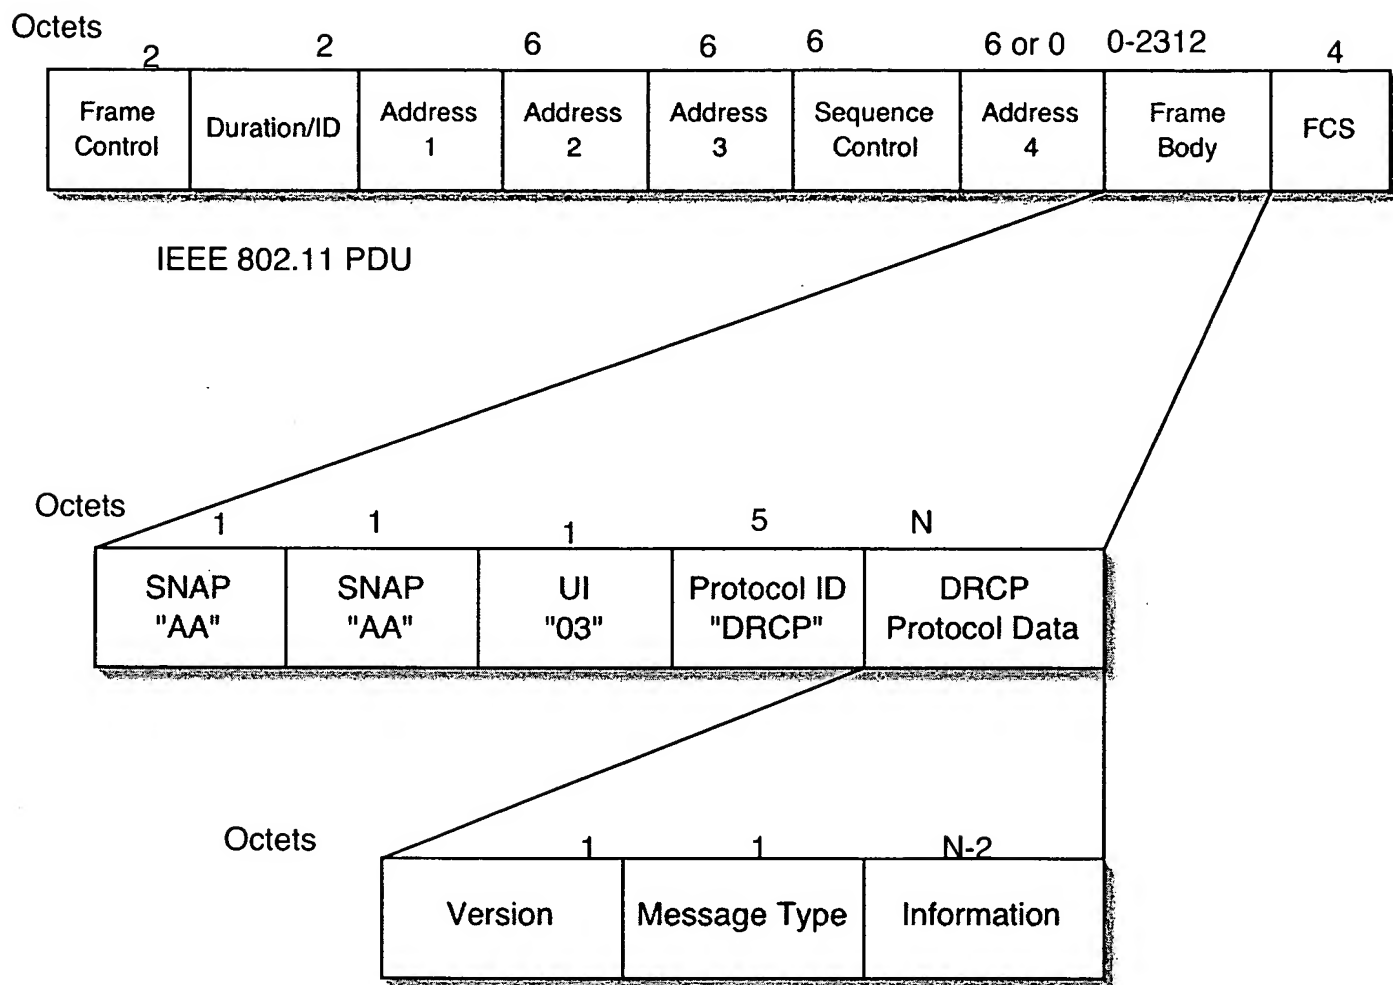 Octets
2 2 6 6 6 6 or 0 0-2312 4
Frame Control
Duration/ID
Address 1
Address 2
Address 3
Sequence Control
Address 4
Frame Body
FCS
IEEE 802.11 PDU
Octets
1 1 1 5 N
SNAP "AA"
SNAP "AA"
UI "03"
Protocol ID "DRCP"
DRCP Protocol Data
Octets
1 1 N-2
Version
Message Type
Information